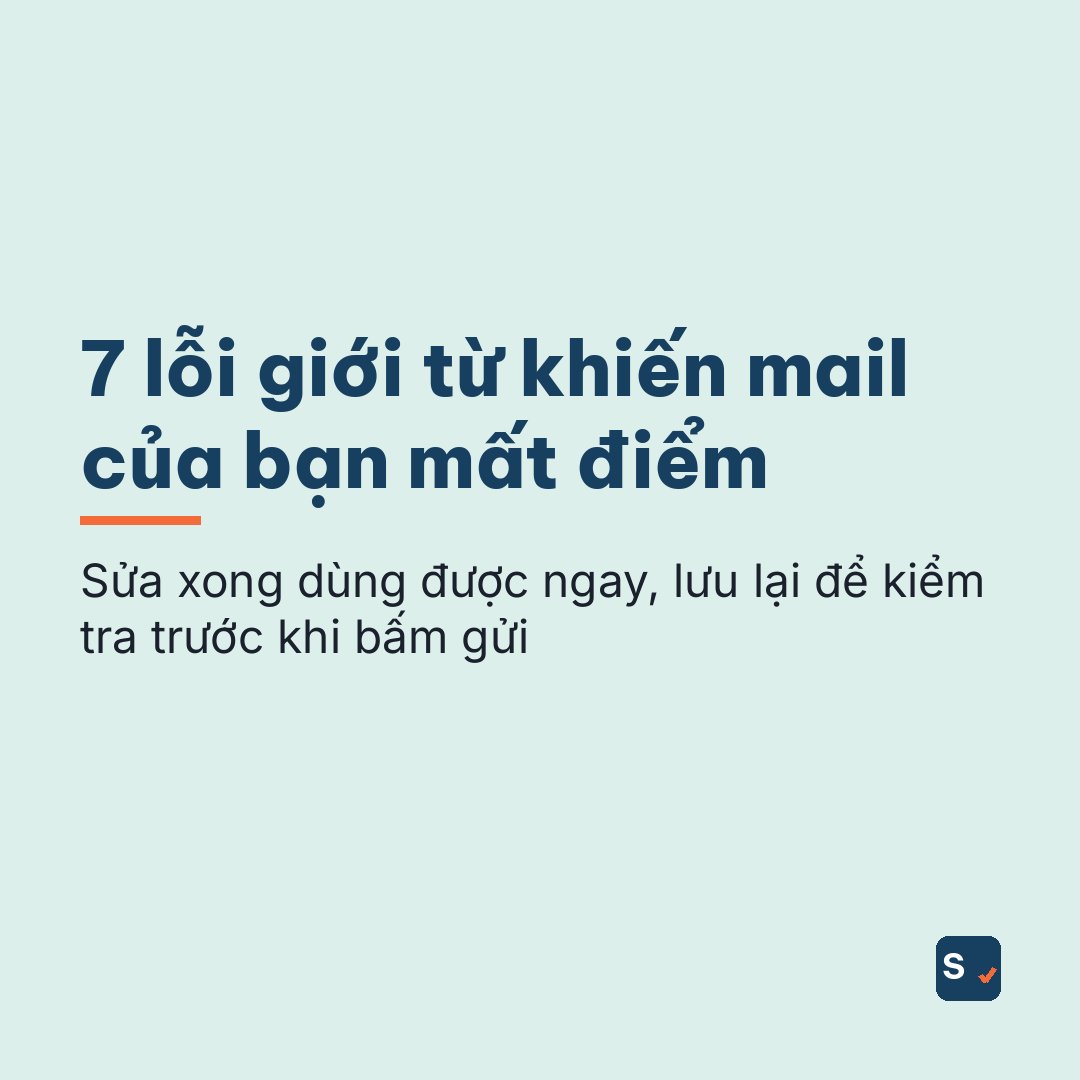 7 lỗi giới từ khiến mail
của bạn mất điểm
Sửa xong dùng được ngay, lưu lại để kiểm
tra trước khi bấm gửi
S